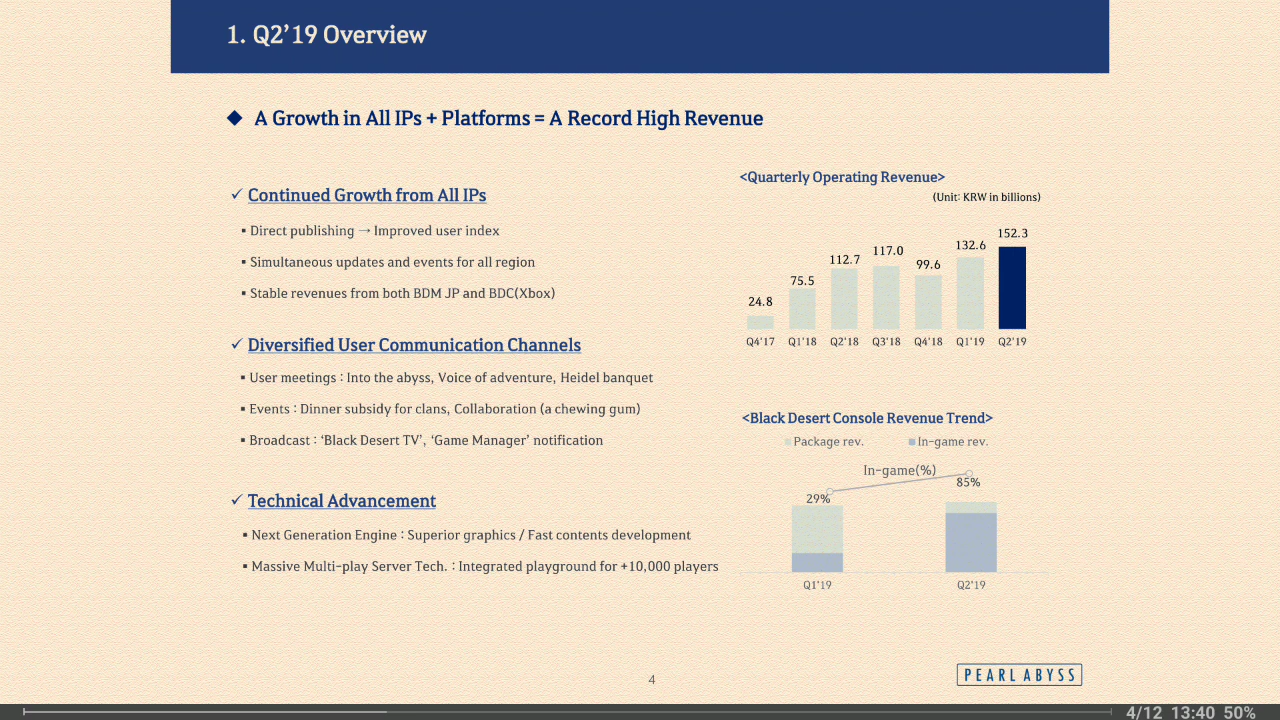 1. Q2’19 Overview
◆ A Growth in All IPs + Platforms = A Record High Revenue
✓ Continued Growth from All IPs
▪ Direct publishing → Improved user index
▪ Simultaneous updates and events for all region
▪ Stable revenues from both BDM JP and BDC(Xbox)
✓ Diversified User Communication Channels
▪ User meetings : Into the abyss, Voice of adventure, Heidel banquet
▪ Events : Dinner subsidy for clans, Collaboration (a chewing gum)
▪ Broadcast : ‘Black Desert TV’, ‘Game Manager’ notification
✓ Technical Advancement
▪ Next Generation Engine : Superior graphics / Fast contents development
▪ Massive Multi-play Server Tech. : Integrated playground for +10,000 players
<Quarterly Operating Revenue>
(Unit: KRW in billions)
24.8 75.5 112.7 117.0 99.6 132.6 152.3
Q4’17 Q1’18 Q2’18 Q3’18 Q4’18 Q1’19 Q2’19
<Black Desert Console Revenue Trend>
Package rev. In-game rev.
In-game(%)
29% 85%
Q1’19 Q2’19
4
PEARL ABYSS
4/12 13:40 50%